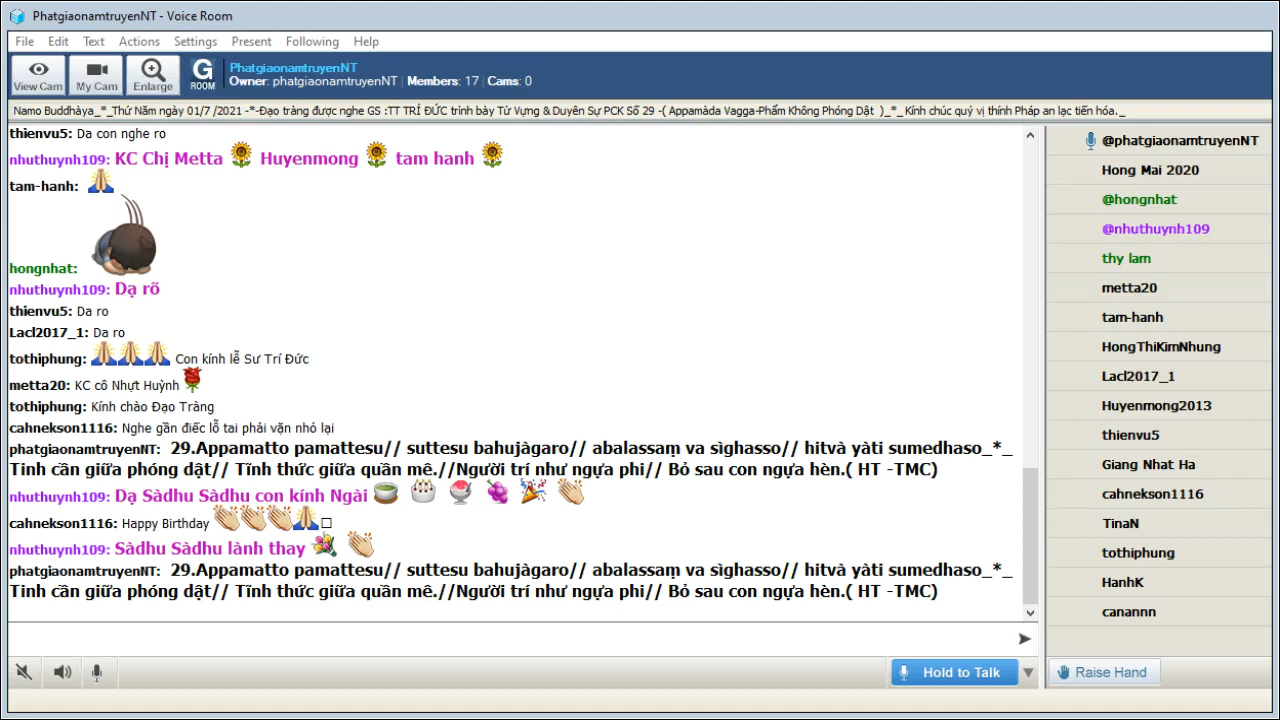 PhatgiaonamtruyenNT - Voice Room
File Edit Text Actions Settings Present Following Help
View Cam My Cam Enlarge G ROOM
PhatgiaonamtruyenNT
Owner: phatgiaonamtruyenNT | Members: 17 | Cams: 0
Namo Buddhàya_*_Thứ Năm ngày 01/7 /2021 -*-Đạo tràng được nghe GS :TT TRÍ ĐỨC trình bày Từ Vựng & Duyên Sự PCK Số 29 -( Appamàda Vagga-Phẩm Không Phóng Dật )_*_ Kính chúc quý vị thính Pháp an lạc tiến hóa._
thienvu5: Da con nghe ro
nhuthuynh109: KC Chị Metta Huyenmong tam hanh
tam-hanh:
hongnhat:
nhuthuynh109: Dạ rõ
thienvu5: Da ro
Lacl2017_1: Da ro
tothiphung: Con kính lễ Sư Trí Đức
metta20: KC cô Nhựt Huỳnh
tothiphung: Kính chào Đạo Tràng
cahnekson1116: Nghe gần điếc lỗ tai phải vặn nhỏ lại
phatgiaonamtruyenNT: 29.Appamatto pamattesu// suttesu bahujàgaro// abalassaṃ va sìghasso// hitvà yàti sumedhaso_*_
Tinh cần giữa phóng dật// Tĩnh thức giữa quần mê.//Người trí như ngựa phi// Bỏ sau con ngựa hèn.( HT -TMC)
nhuthuynh109: Dạ Sàdhu Sàdhu con kính Ngài
cahnekson1116: Happy Birthday
nhuthuynh109: Sàdhu Sàdhu lành thay
phatgiaonamtruyenNT: 29.Appamatto pamattesu// suttesu bahujàgaro// abalassaṃ va sìghasso// hitvà yàti sumedhaso_*_
Tinh cần giữa phóng dật// Tĩnh thức giữa quần mê.//Người trí như ngựa phi// Bỏ sau con ngựa hèn.( HT -TMC)
Hold to Talk
@phatgiaonamtruyenNT
Hong Mai 2020
@hongnhat
@nhuthuynh109
thy lam
metta20
tam-hanh
HongThiKimNhung
Lacl2017_1
Huyenmong2013
thienvu5
Giang Nhat Ha
cahnekson1116
TinaN
tothiphung
HanhK
canannn
Raise Hand